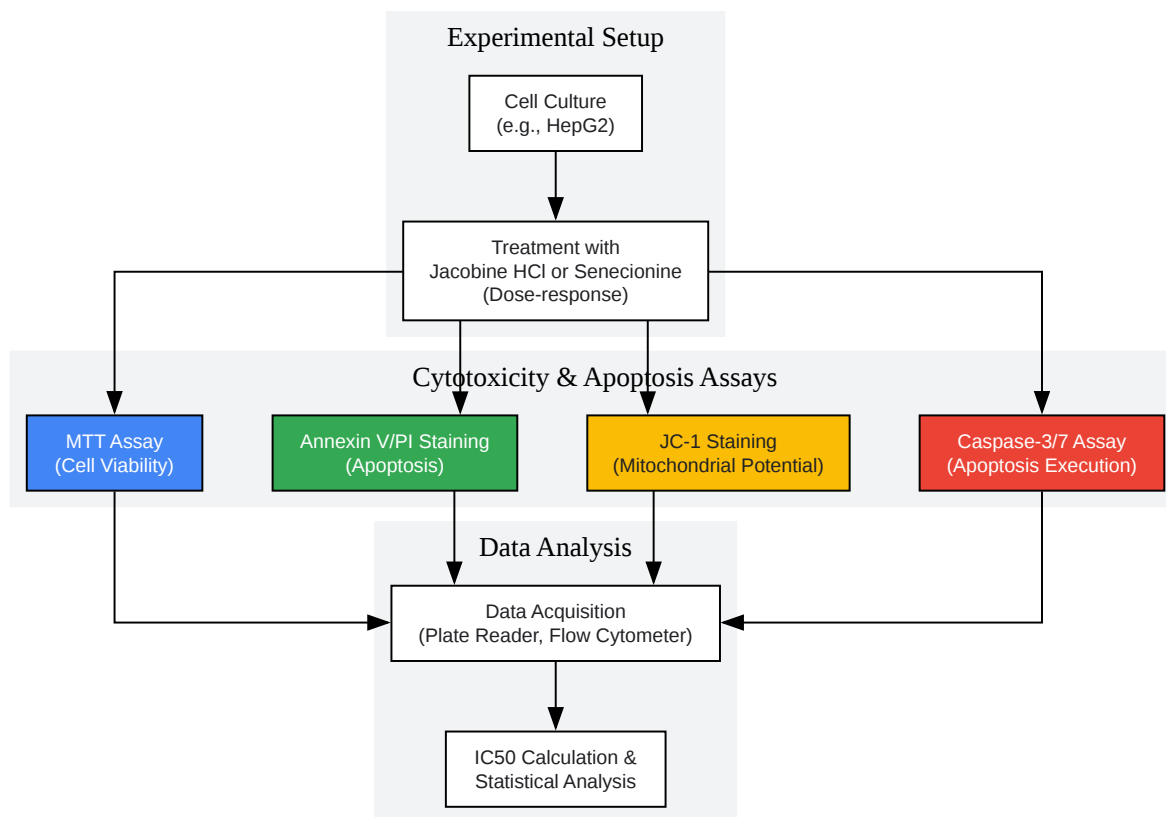 Experimental Setup
Cell Culture
(e.g., HepG2)
Treatment with
Jacobine HCl or Senecionine
(Dose-response)
Cytotoxicity & Apoptosis Assays
MTT Assay
(Cell Viability)
Annexin V/PI Staining
(Apoptosis)
JC-1 Staining
(Mitochondrial Potential)
Caspase-3/7 Assay
(Apoptosis Execution)
Data Analysis
Data Acquisition
(Plate Reader, Flow Cytometer)
IC50 Calculation &
Statistical Analysis